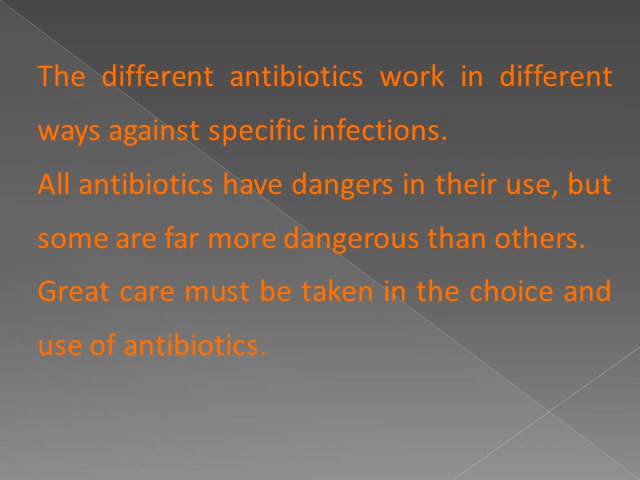 The different antibiotics work in different
ways against specific infections.
All antibiotics have dangers in their use, but
some are far more dangerous than others.
Great care must be taken in the choice and
use of antibiotics.